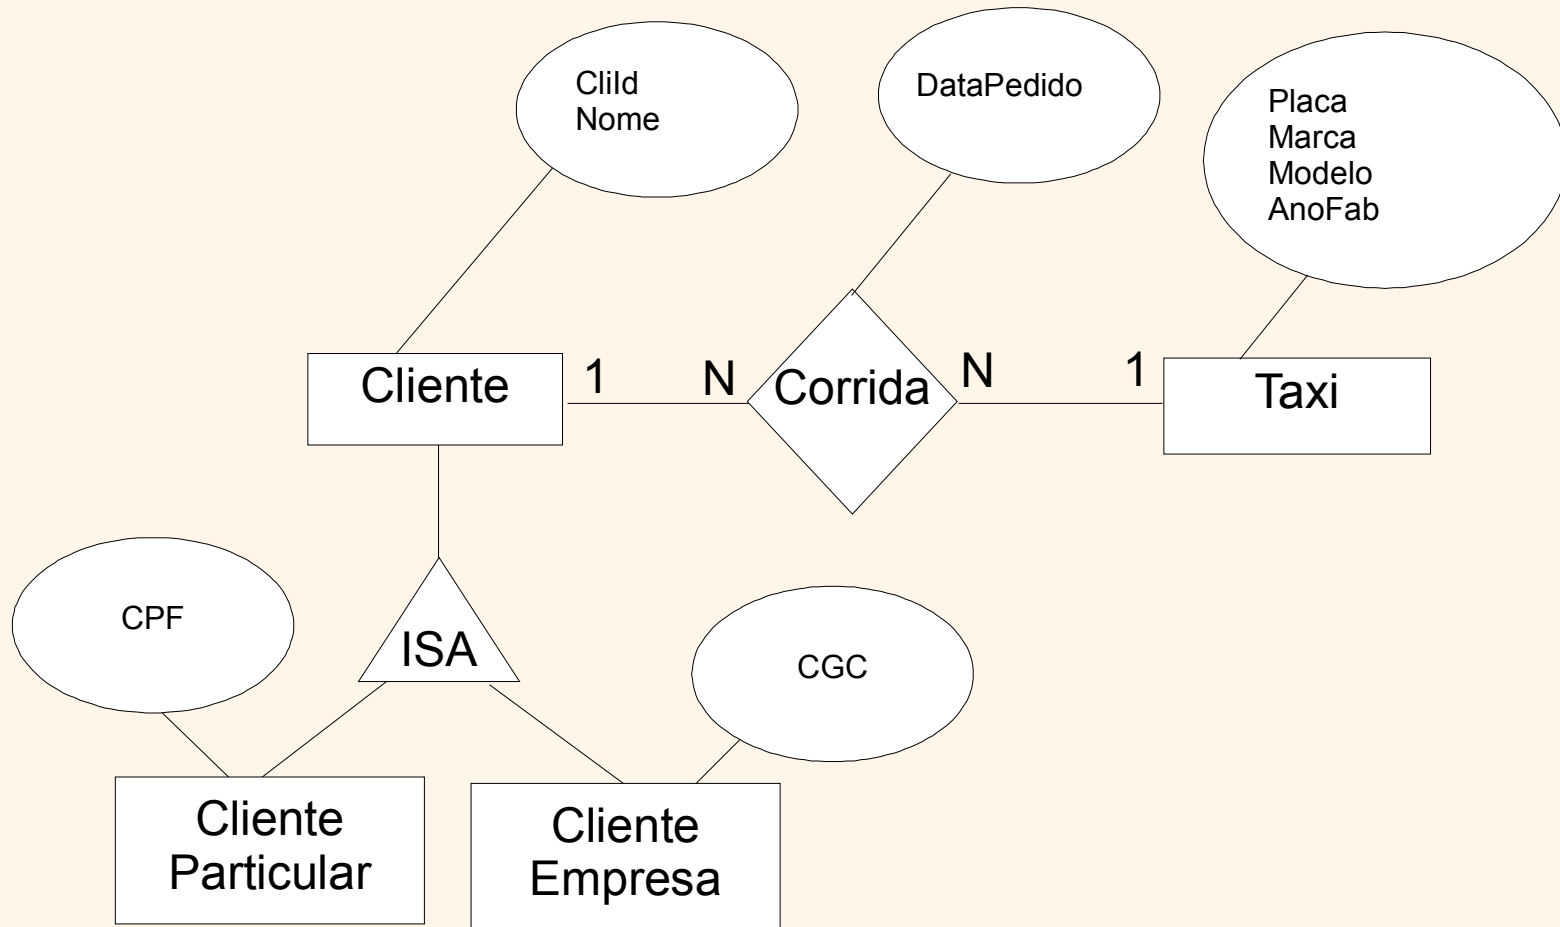 CliId
Nome
DataPedido
Placa
Marca
Modelo
AnoFab
Cliente
1
N
Corrida
N
1
Taxi
CPF
ISA
CGC
Cliente
Particular
Cliente
Empresa